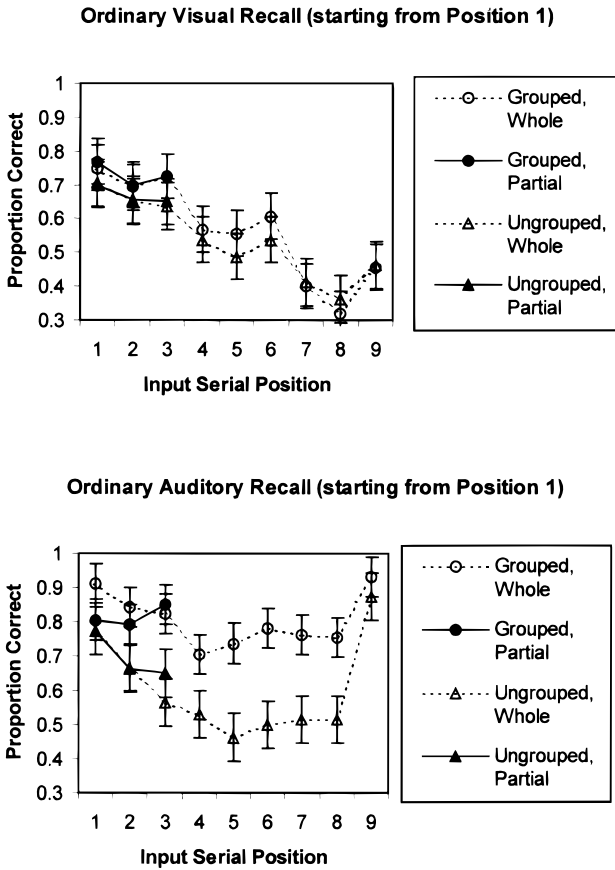 Ordinary Visual Recall (starting from Position 1)
Proportion Correct
1
0.9
0.8
0.7
0.6
0.5
0.4
0.3
1 2 3 4 5 6 7 8 9
Input Serial Position
Grouped,
Whole
Grouped,
Partial
Ungrouped,
Whole
Ungrouped,
Partial
Ordinary Auditory Recall (starting from Position 1)
Proportion Correct
1
0.9
0.8
0.7
0.6
0.5
0.4
0.3
1 2 3 4 5 6 7 8 9
Input Serial Position
Grouped,
Whole
Grouped,
Partial
Ungrouped,
Whole
Ungrouped,
Partial